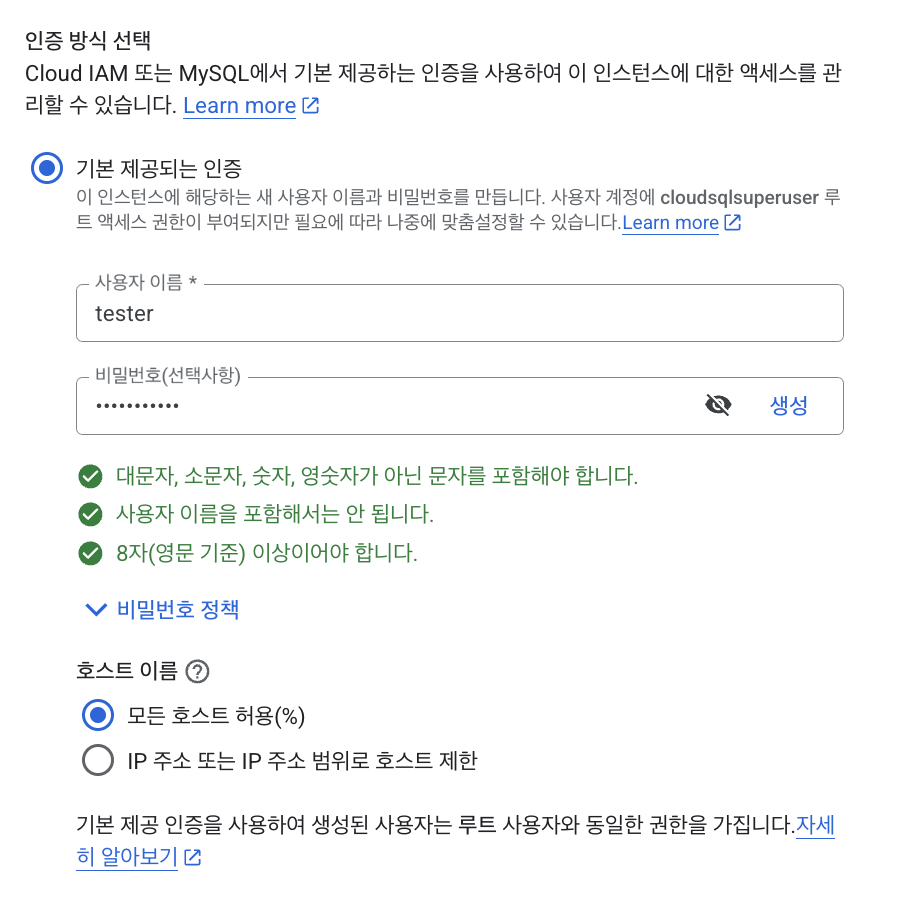 인증 방식 선택
Cloud IAM 또는 MySQL에서 기본 제공하는 인증을 사용하여 이 인스턴스에 대한 액세스를 관
리할 수 있습니다. Learn more
기본 제공되는 인증
이 인스턴스에 해당하는 새 사용자 이름과 비밀번호를 만듭니다. 사용자 계정에 cloudsqlsuperuser 루
트 액세스 권한이 부여되지만 필요에 따라 나중에 맞춤설정할 수 있습니다.Learn more
사용자 이름 *
tester
비밀번호(선택사항)
•••••••••••
생성
대문자, 소문자, 숫자, 영숫자가 아닌 문자를 포함해야 합니다.
사용자 이름을 포함해서는 안 됩니다.
8자(영문 기준) 이상이어야 합니다.
비밀번호 정책
호스트 이름
모든 호스트 허용(%)
IP 주소 또는 IP 주소 범위로 호스트 제한
기본 제공 인증을 사용하여 생성된 사용자는 루트 사용자와 동일한 권한을 가집니다.자세
히 알아보기